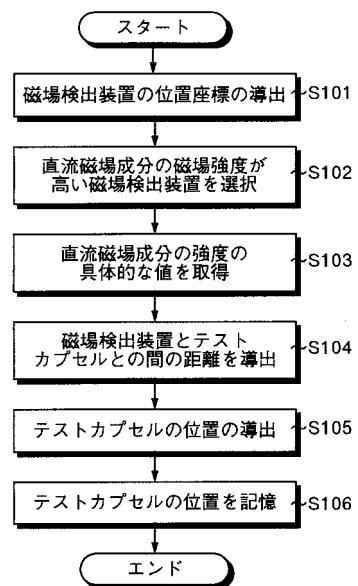 スタート
磁場検出装置の位置座標の導出
S101
直流磁場成分の磁場強度が
高い磁場検出装置を選択
S102
直流磁場成分の強度の
具体的な値を取得
S103
磁場検出装置とテスト
カプセルとの間の距離を導出
S104
テストカプセルの位置の導出
S105
テストカプセルの位置を記憶
S106
エンド